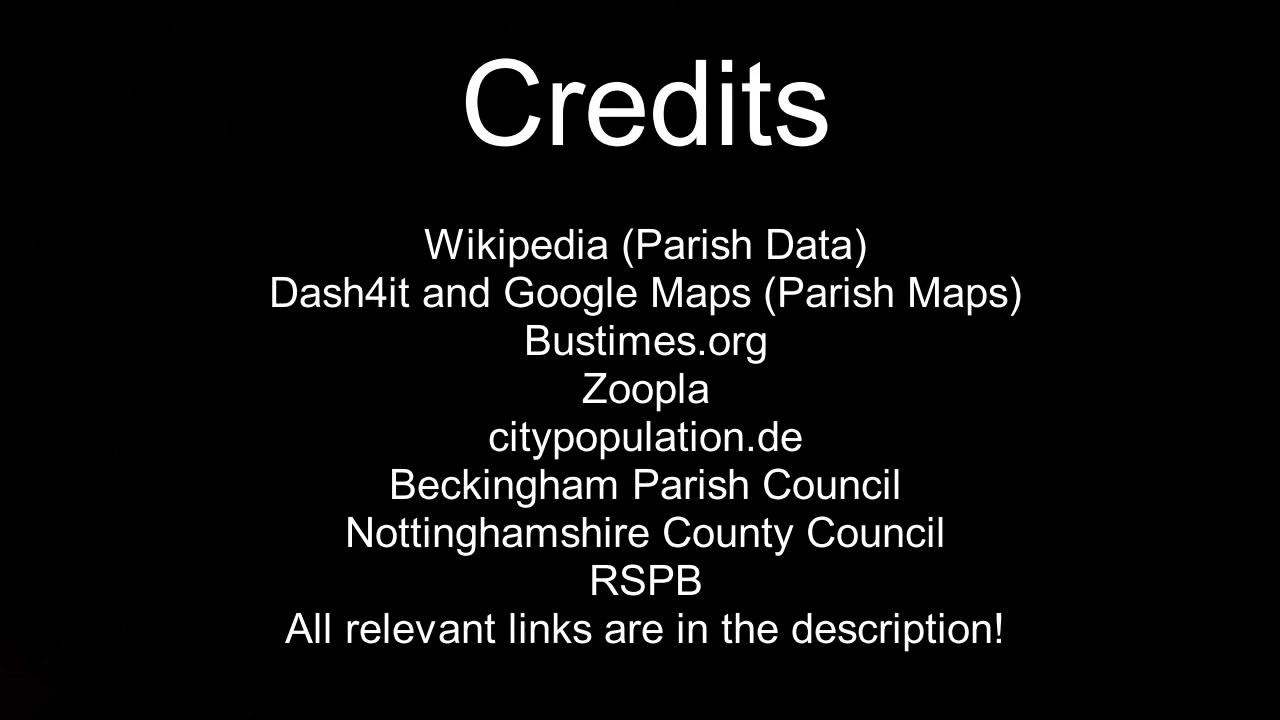 Credits
Wikipedia (Parish Data)
Dash4it and Google Maps (Parish Maps)
Bustimes.org
Zoopla
citypopulation.de
Beckingham Parish Council
Nottinghamshire County Council
RSPB
All relevant links are in the description!